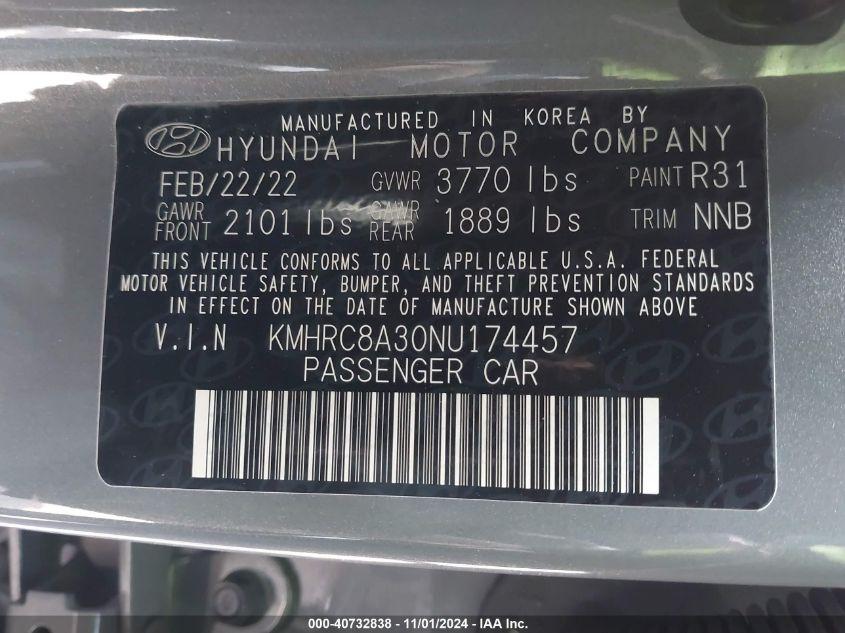 MANUFACTURED IN KOREA BY
HYUNDAI MOTOR COMPANY
FEB/22/22 GVWR 3770 lbs PAINT R31
GAWR FRONT 2101 lbs GAWR REAR 1889 lbs TRIM NNB
THIS VEHICLE CONFORMS TO ALL APPLICABLE U.S.A. FEDERAL
MOTOR VEHICLE SAFETY, BUMPER, AND THEFT PREVENTION STANDARDS
IN EFFECT ON THE DATE OF MANUFACTURE SHOWN ABOVE
V.I.N KMHRC8A30NU174457
PASSENGER CAR
000-40732838 - 11/01/2024 - IAA Inc.